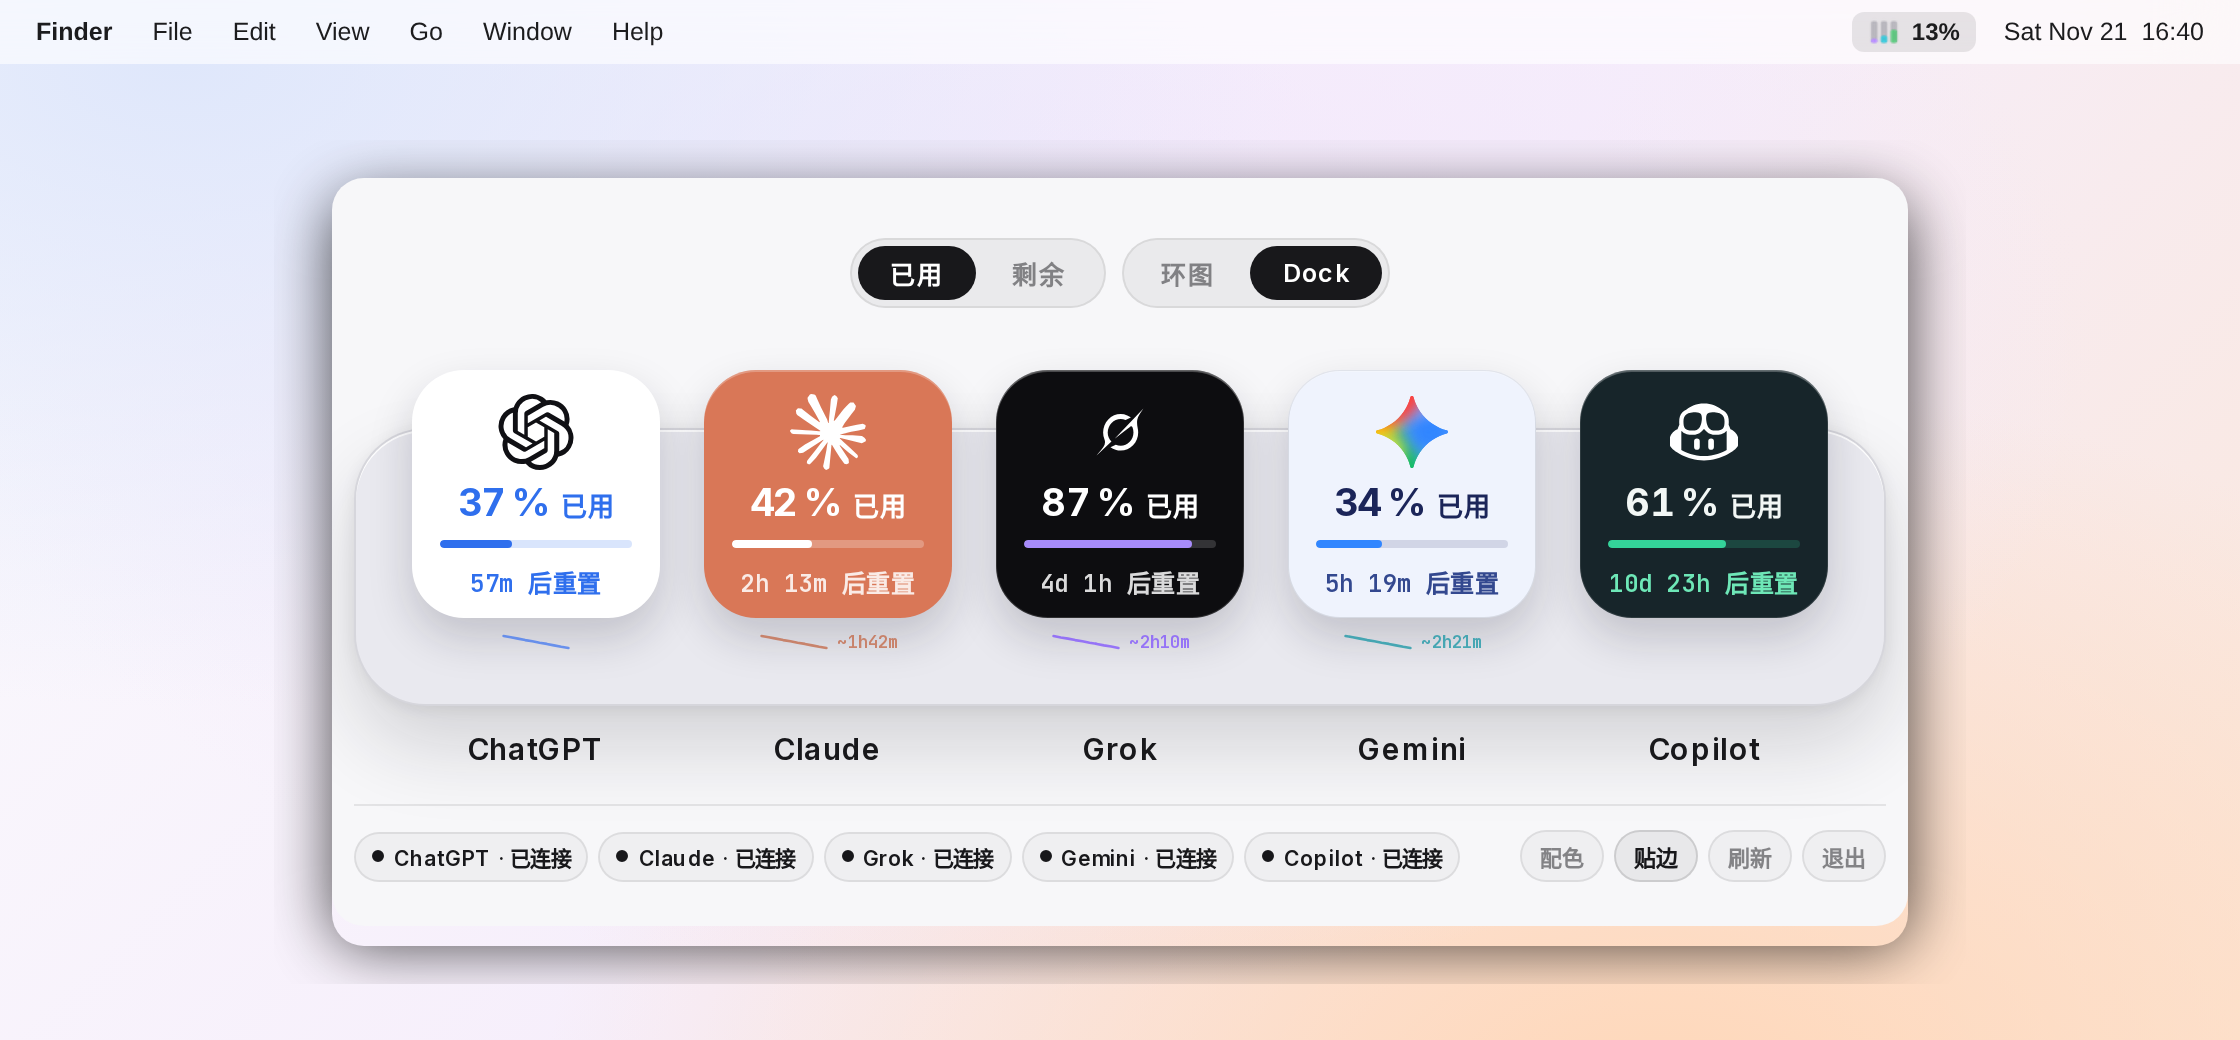 Finder File Edit View Go Window Help 13% Sat Nov 21 16:40
已用 剩余 环图 Dock
37% 已用 42% 已用 87% 已用 34% 已用 61% 已用
57m 后重置 2h 13m 后重置 4d 1h 后重置 5h 19m 后重置 10d 23h 后重置
~1h42m ~2h10m ~2h21m
ChatGPT Claude Grok Gemini Copilot
ChatGPT · 已连接 Claude · 已连接 Grok · 已连接 Gemini · 已连接 Copilot · 已连接 配色 贴边 刷新 退出